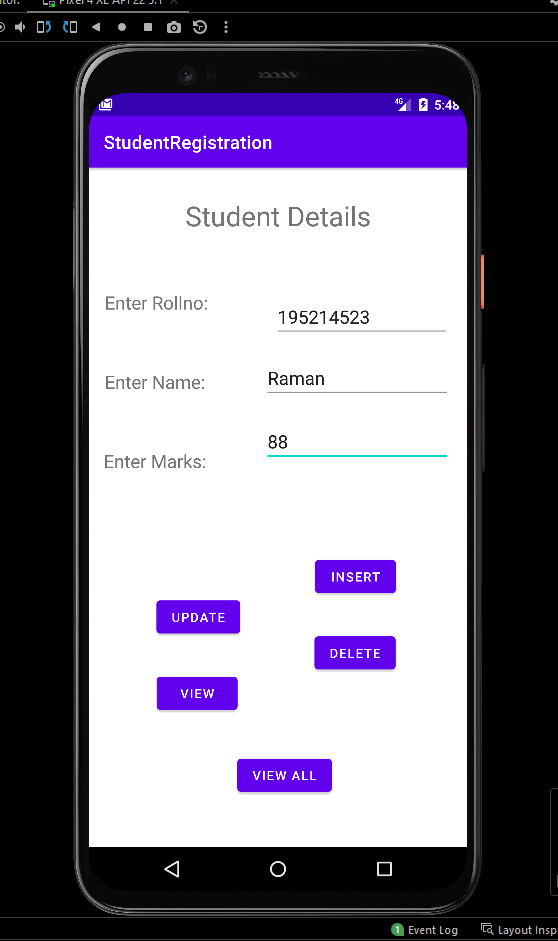 Pixel 4 XL API 22 5.1
4G 5:48
StudentRegistration
Student Details
Enter Rollno:
195214523
Enter Name:
Raman
Enter Marks:
88
INSERT
UPDATE
DELETE
VIEW
VIEW ALL
1 Event Log
Layout Insp